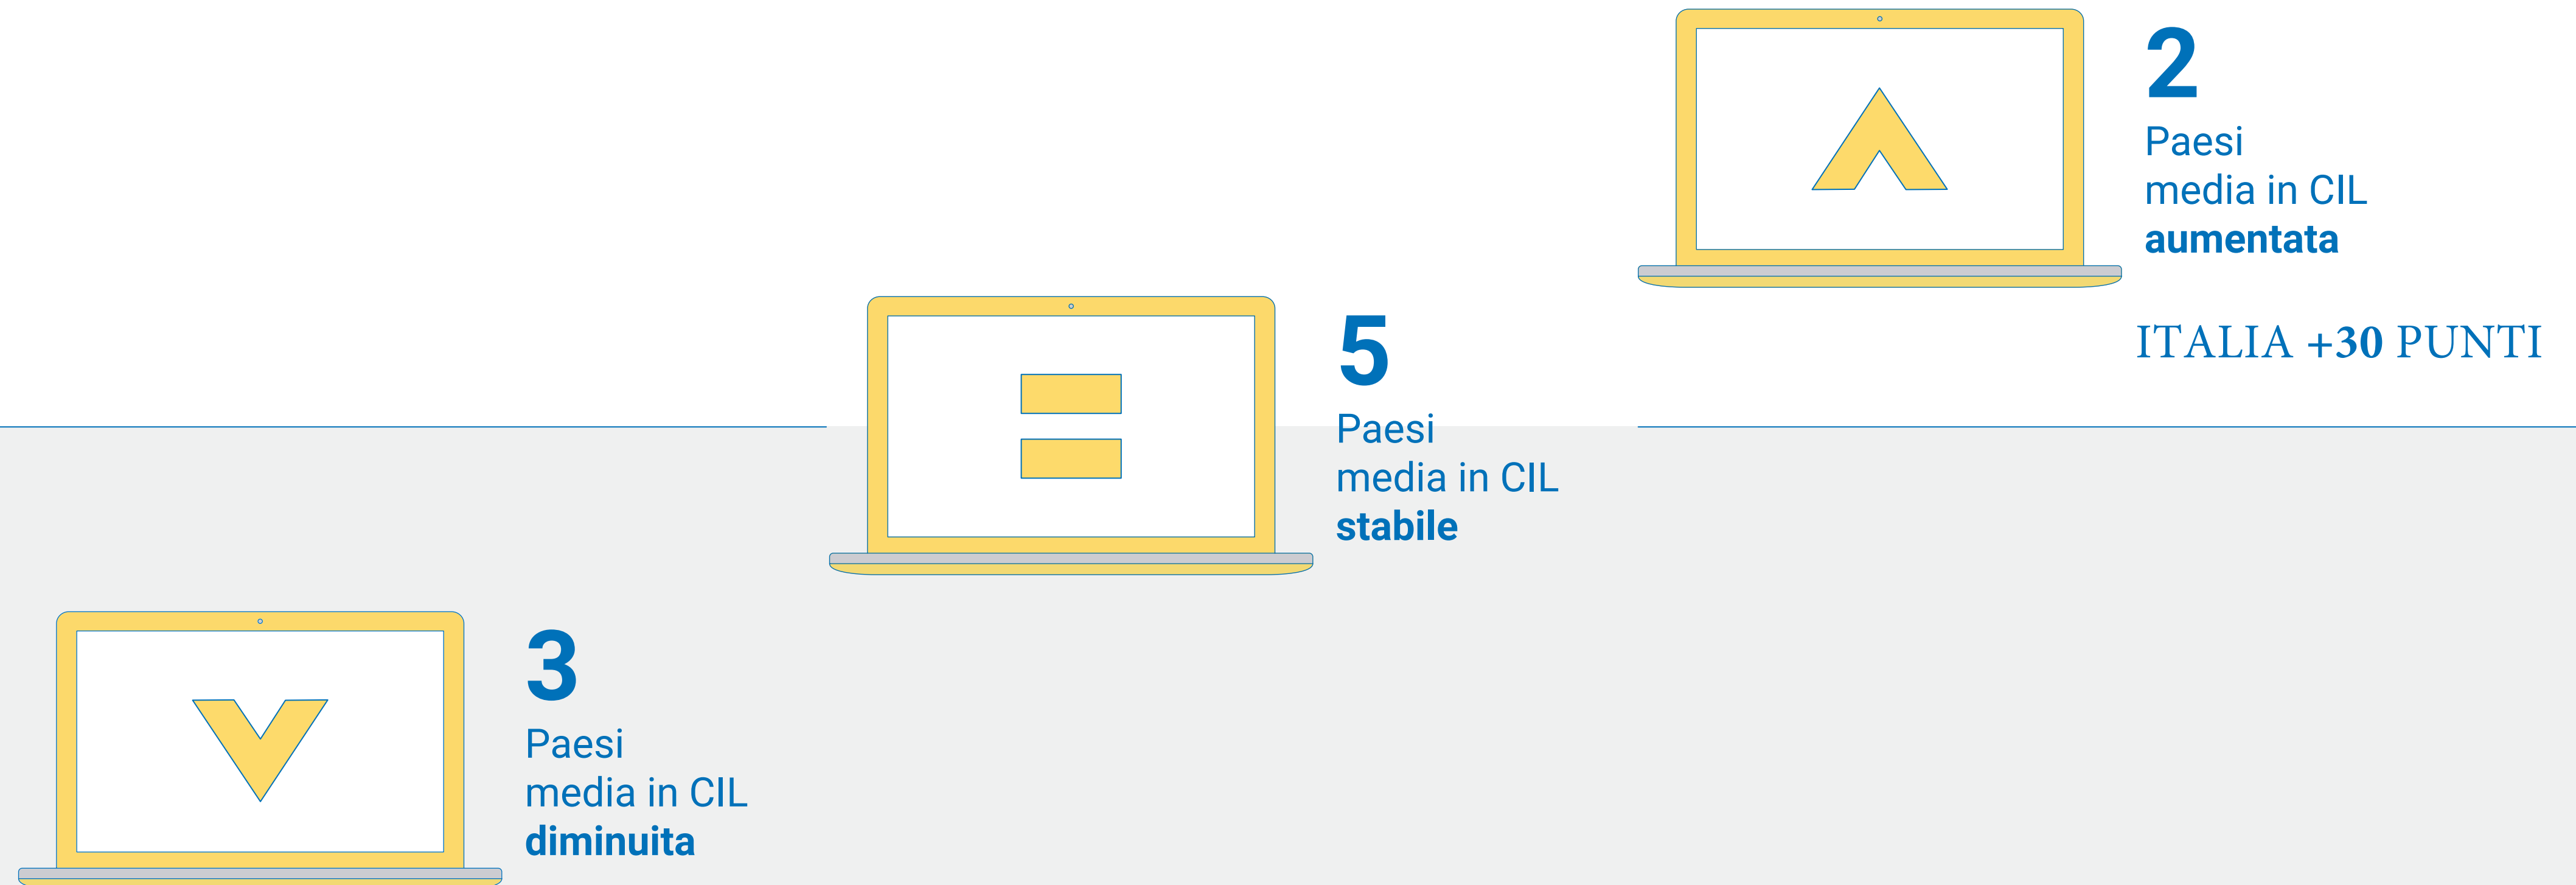 2
Paesi
media in CIL
aumentata
ITALIA +30 PUNTI
5
Paesi
media in CIL
stabile
3
Paesi
media in CIL
diminuita